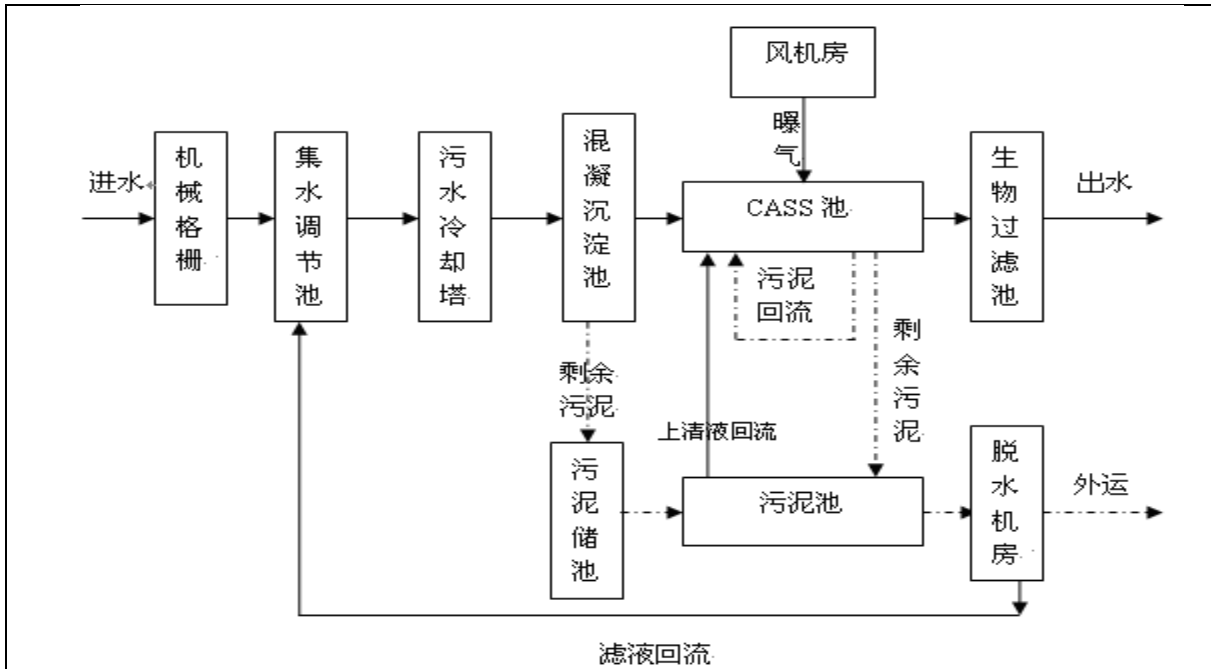 风机房
曝气
进水
机械格栅
集水调节池
污水冷却塔
混凝沉淀池
CASS 池
生物过滤池
出水
污泥
回流
剩余污泥
剩余
污泥
上清液回流
污泥储池
污泥池
脱水机房
外运
滤液回流